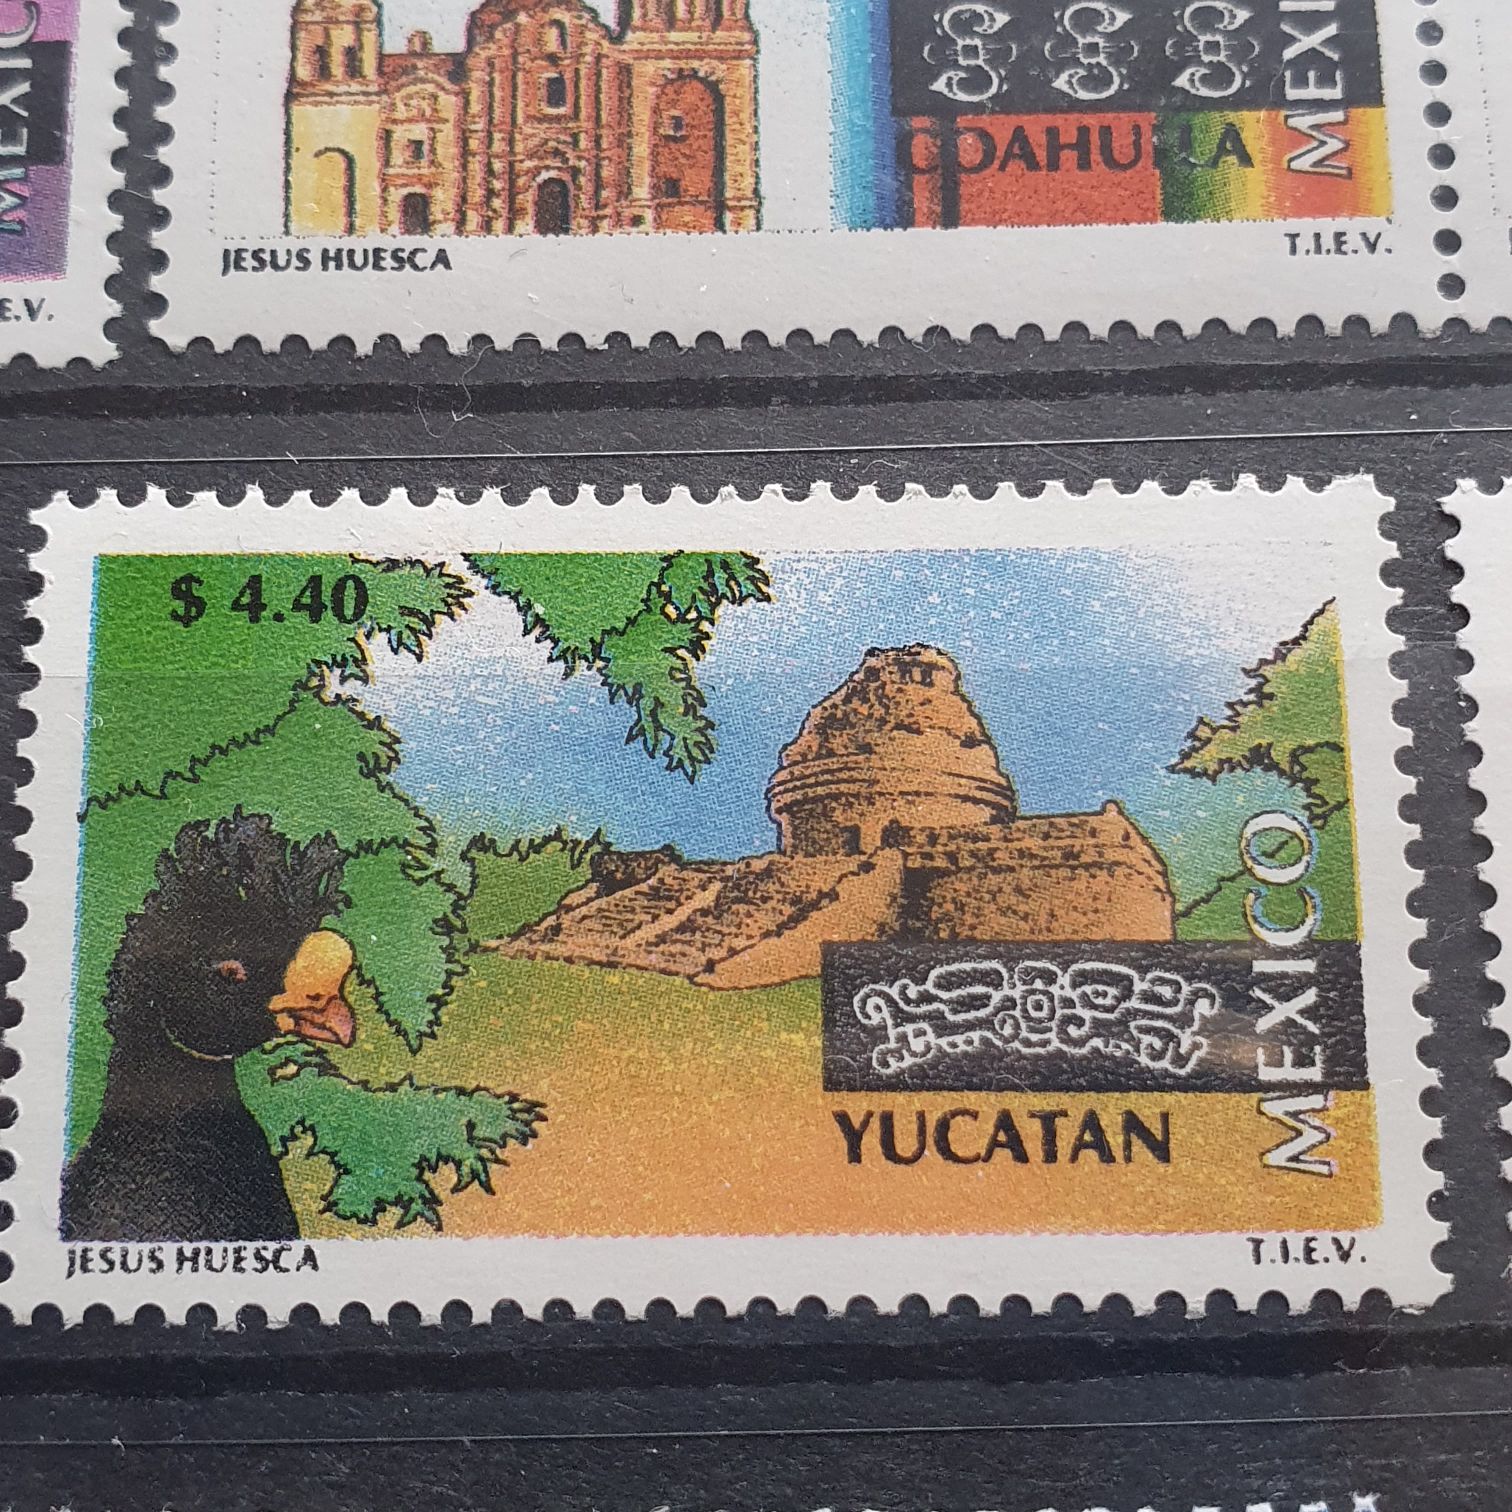 MEXIC
E.V.
MEXI
COAHUILA
JESUS HUESCA
T.I.E.V.
$ 4.40
MEXICO
YUCATAN
JESUS HUESCA
T.I.E.V.